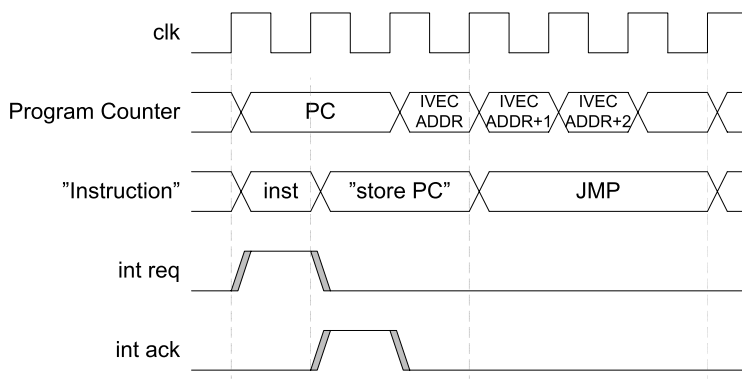 clk
Program Counter
PC
IVEC
ADDR
IVEC
ADDR+1
IVEC
ADDR+2
”Instruction”
inst
”store PC”
JMP
int req
int ack